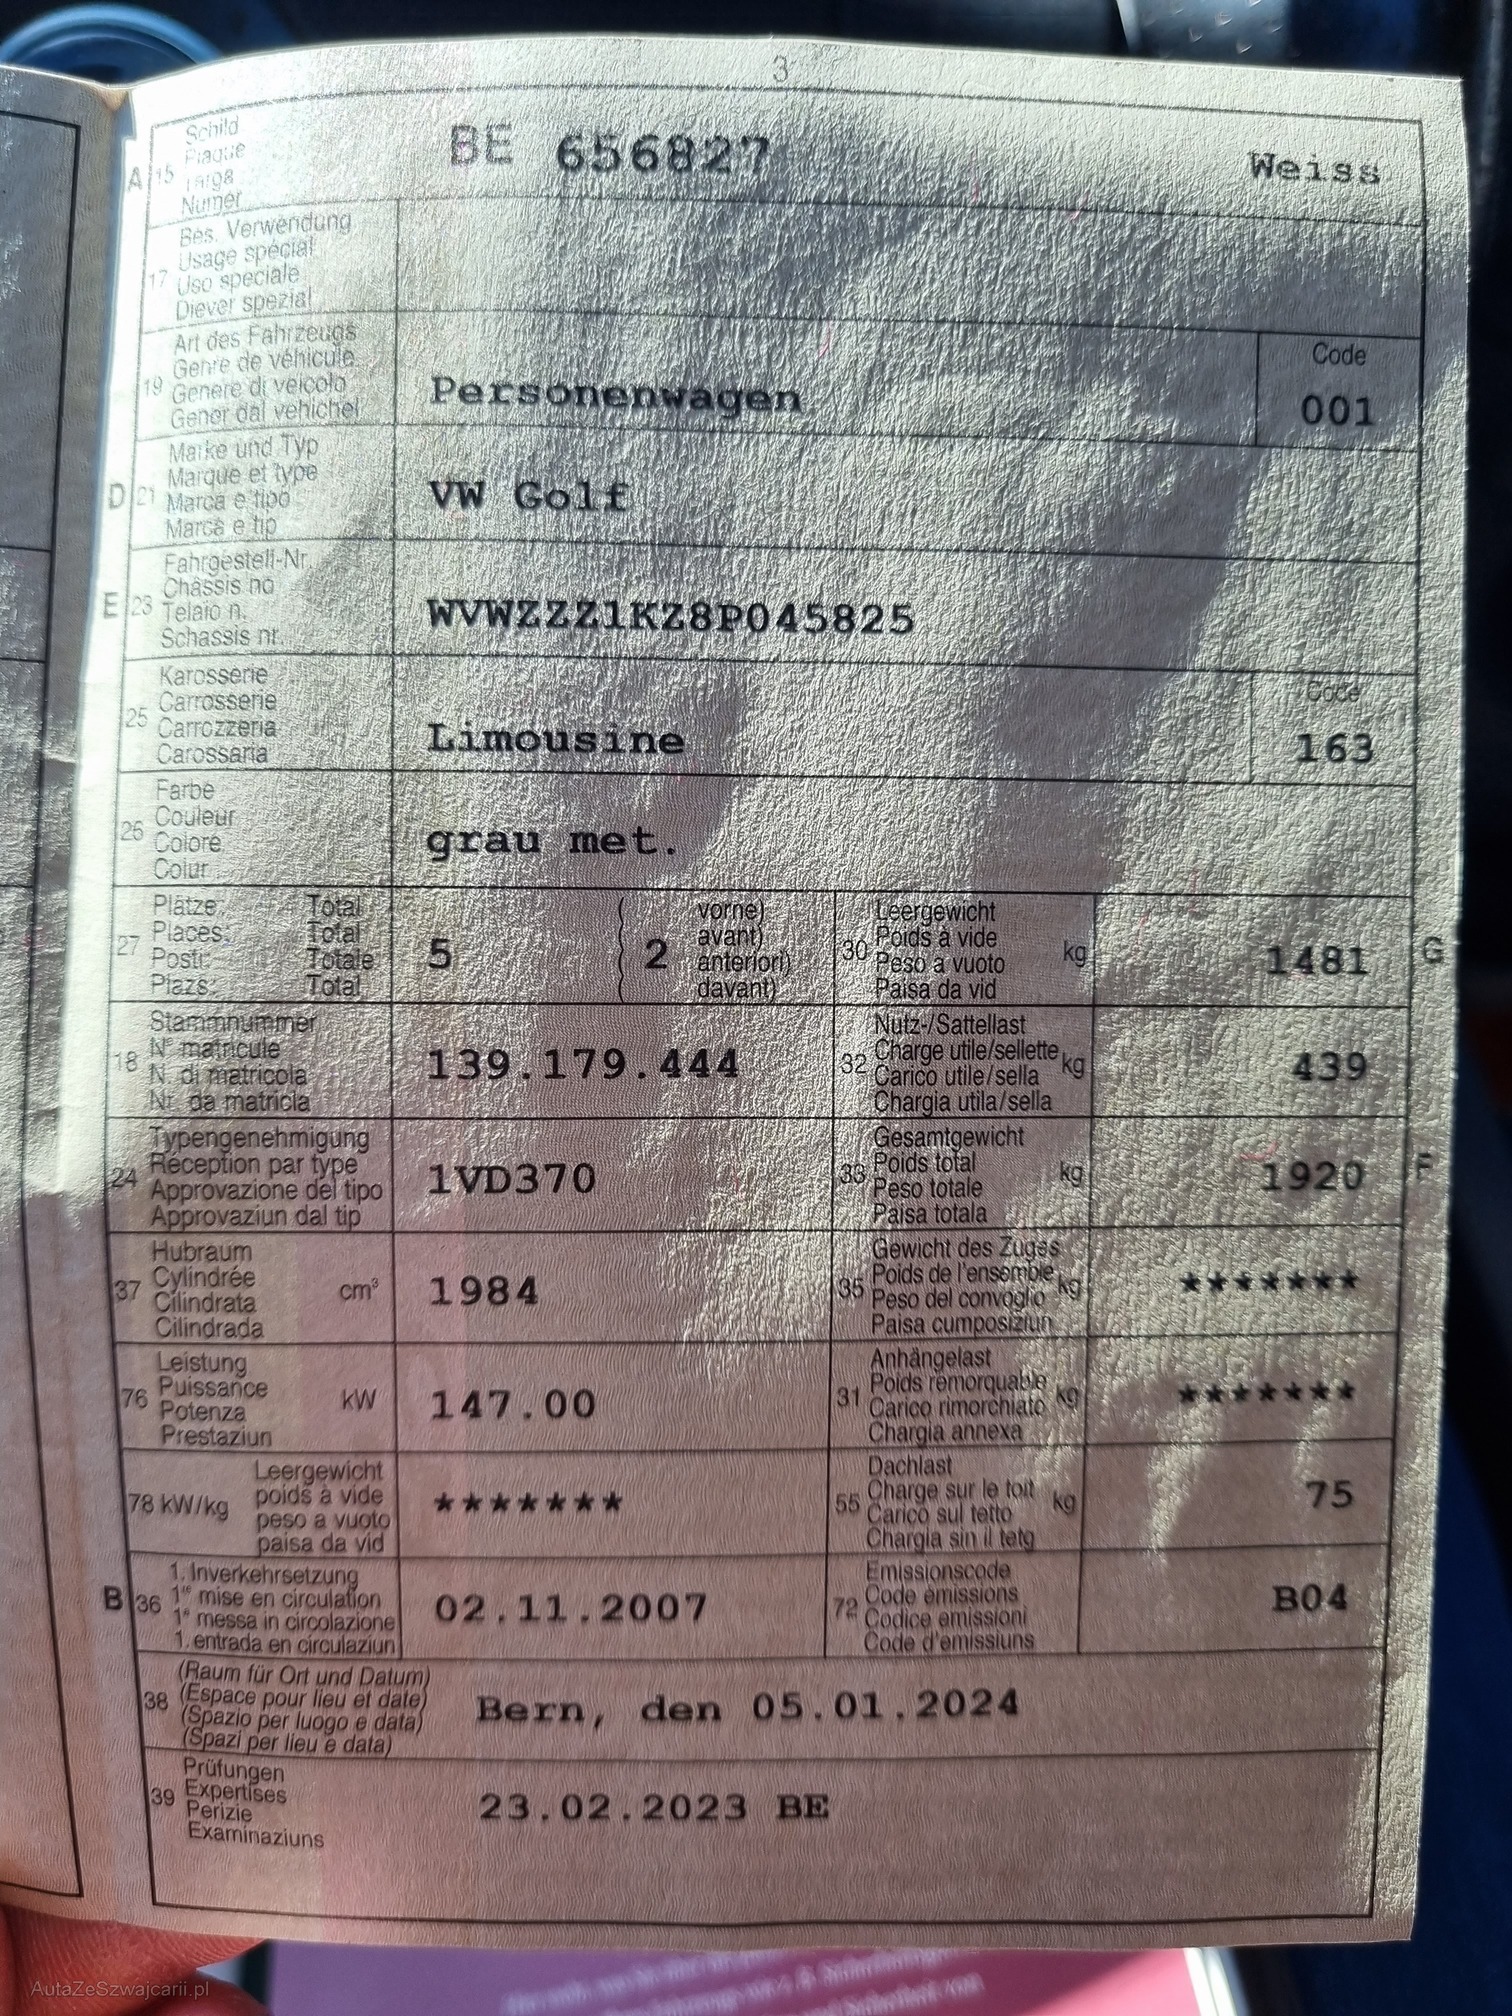 3
A 15 Schild
Plaque
Targa
Numer
BE 656827 Weiss
17 Bes. Verwendung
Usage spécial
Uso speciale
Diever spezial
19 Art des Fahrzeugs
Genre de véhicule
Genere di veicolo
Gener dal vehichel
Personenwagen
Code
001
D 21 Marke und Typ
Marque et type
Marca e tipo
Marca e tip
VW Golf
E 23 Fahrgestell-Nr.
Châssis no
Telaio n.
Schassis nr.
WVWZZZ1KZ8P045825
25 Karosserie
Carrosserie
Carrozzeria
Carossaria
Limousine
Code
163
26 Farbe
Couleur
Colore
Colur
grau met.
27 Plätze: Total
Places: Total
Posti: Totale
Plazs: Total
5 ( 2 vorne)
avant)
anteriori)
davant)
30 Leergewicht
Poids à vide
Peso a vuoto
Paisa da vid
kg 1481 G
18 Stammnummer
N° matricule
N. di matricola
Nr. da matricla
139.179.444
32 Nutz-/Sattellast
Charge utile/sellette
Carico utile/sella
Chargia utila/sella
kg 439
24 Typengenehmigung
Réception par type
Approvazione del tipo
Approvaziun dal tip
1VD370
33 Gesamtgewicht
Poids total
Peso totale
Paisa totala
kg 1920 F
37 Hubraum
Cylindrée
Cilindrata
Cilindrada
cm³ 1984
35 Gewicht des Zuges
Poids de l'ensemble
Peso del convoglio
Paisa cumposiziun
kg *******
76 Leistung
Puissance
Potenza
Prestaziun
kW 147.00
31 Anhängelast
Poids remorquable
Carico rimorchiato
Chargia annexa
kg *******
78 kW/kg Leergewicht
poids à vide
peso a vuoto
paisa da vid
*******
55 Dachlast
Charge sur le toit
Carico sul tetto
Chargia sin il tetg
kg 75
B 36 1. Inverkehrsetzung
1re mise en circulation
1a messa in circolazione
1. entrada en circulaziun
02.11.2007
72 Emissionscode
Code émissions
Codice emissioni
Code d'emissiuns
B04
38 (Raum für Ort und Datum)
(Espace pour lieu et date)
(Spazio per luogo e data)
(Spazi per lieu e data)
Bern, den 05.01.2024
39 Prüfungen
Expertises
Perizie
Examinaziuns
23.02.2023 BE
AutaZeSzwajcarii.pl